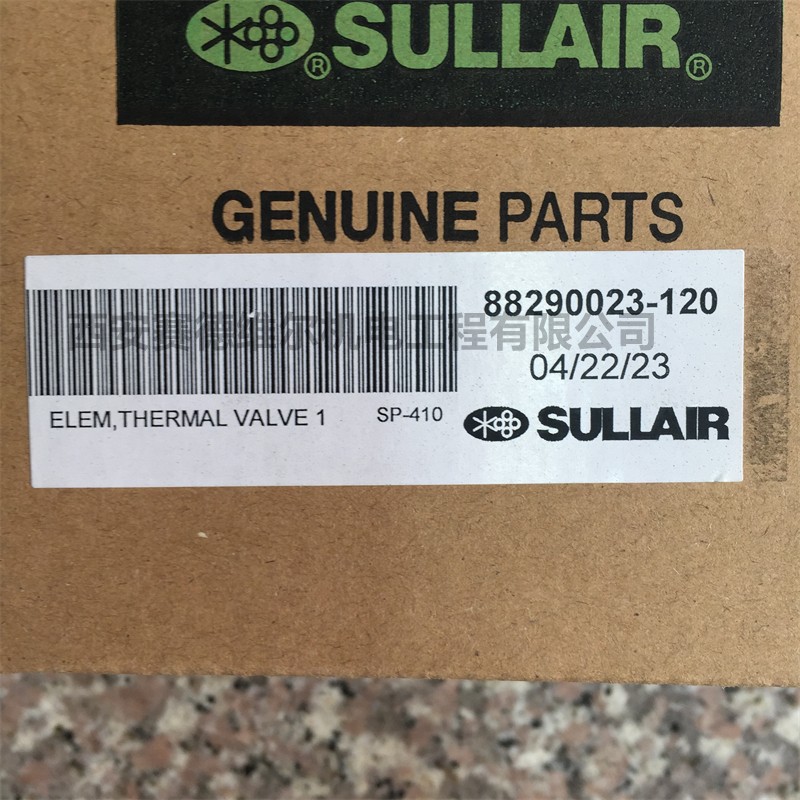 SULLAIR
GENUINE PARTS
88290023-120
西安赛德维尔机电工程有限公司
04/22/23
ELEM,THERMAL VALVE 1 SP-410
SULLAIR